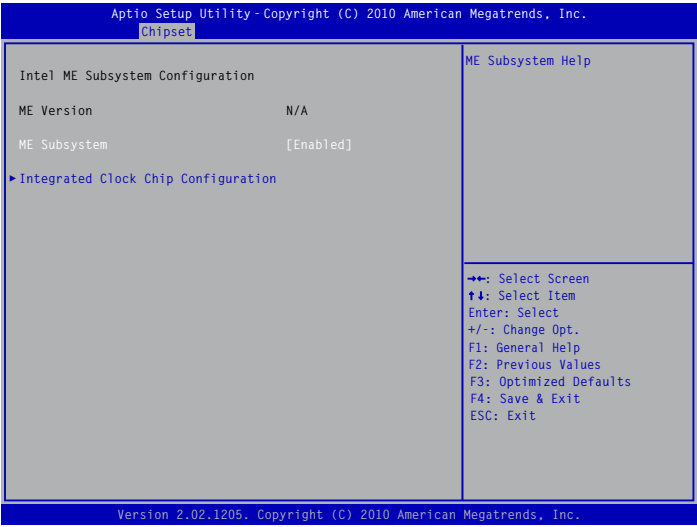 Aptio Setup Utility - Copyright (C) 2010 American Megatrends, Inc.
Chipset
Intel ME Subsystem Configuration
ME Version N/A
ME Subsystem [Enabled]
►Integrated Clock Chip Configuration
ME Subsystem Help
→←: Select Screen
↑↓: Select Item
Enter: Select
+/-: Change Opt.
F1: General Help
F2: Previous Values
F3: Optimized Defaults
F4: Save & Exit
ESC: Exit
Version 2.02.1205. Copyright (C) 2010 American Megatrends, Inc.